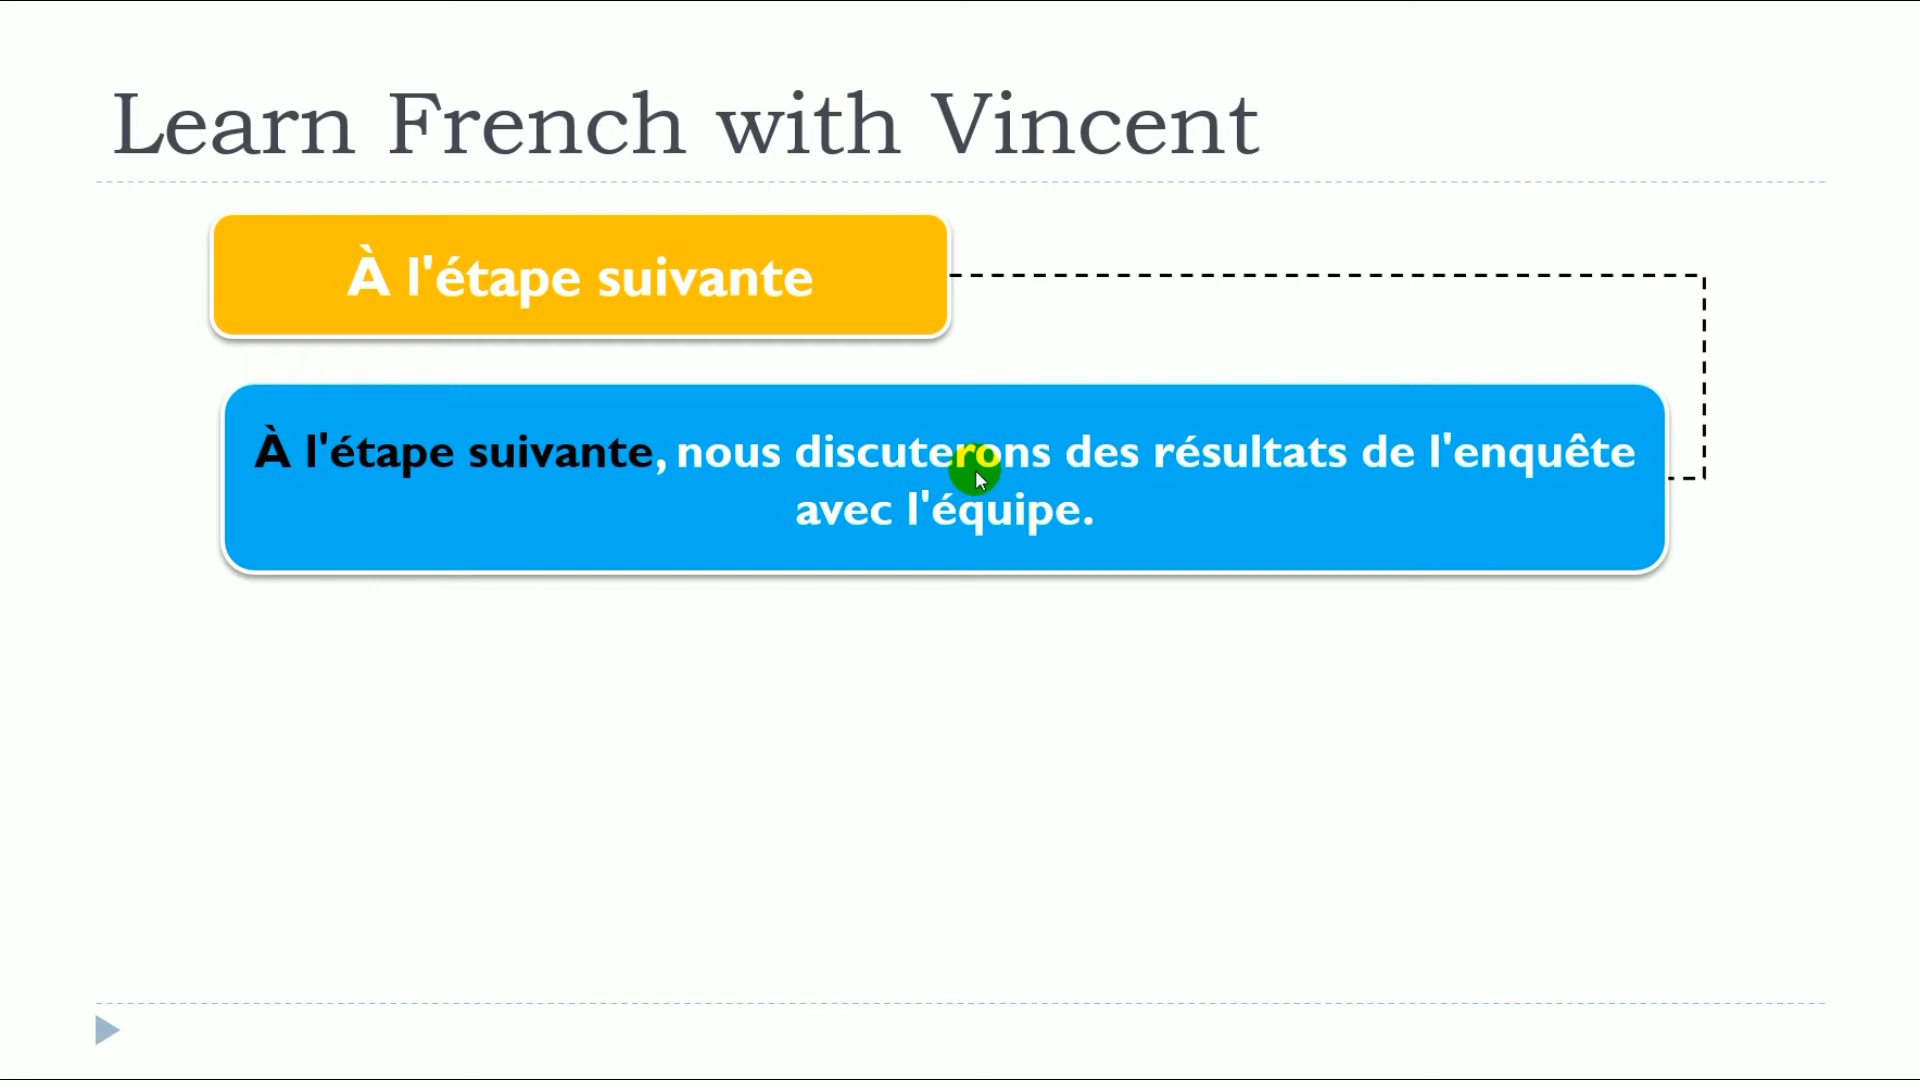 Learn French with Vincent
À l'étape suivante
À l'étape suivante, nous discuterons des résultats de l'enquête
avec l'équipe.